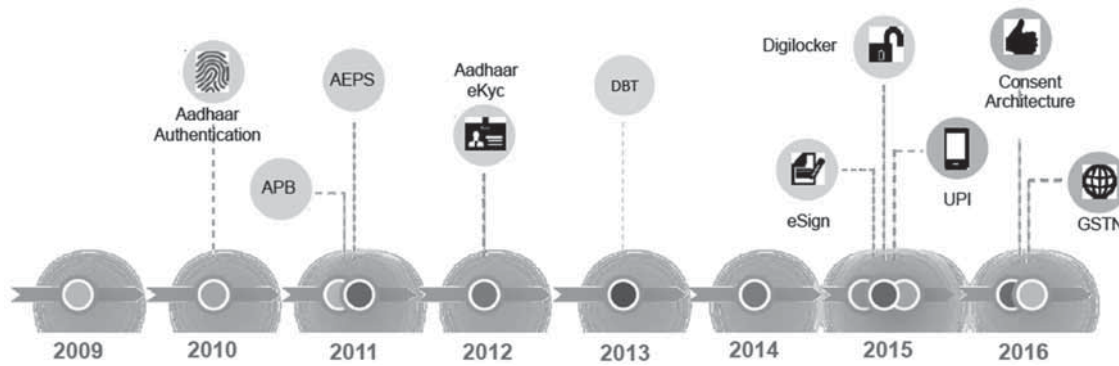 Aadhaar
Authentication
APB
AEPS
Aadhaar
eKyc
DBT
Digilocker
eSign
UPI
Consent
Architecture
GSTN
2009
2010
2011
2012
2013
2014
2015
2016